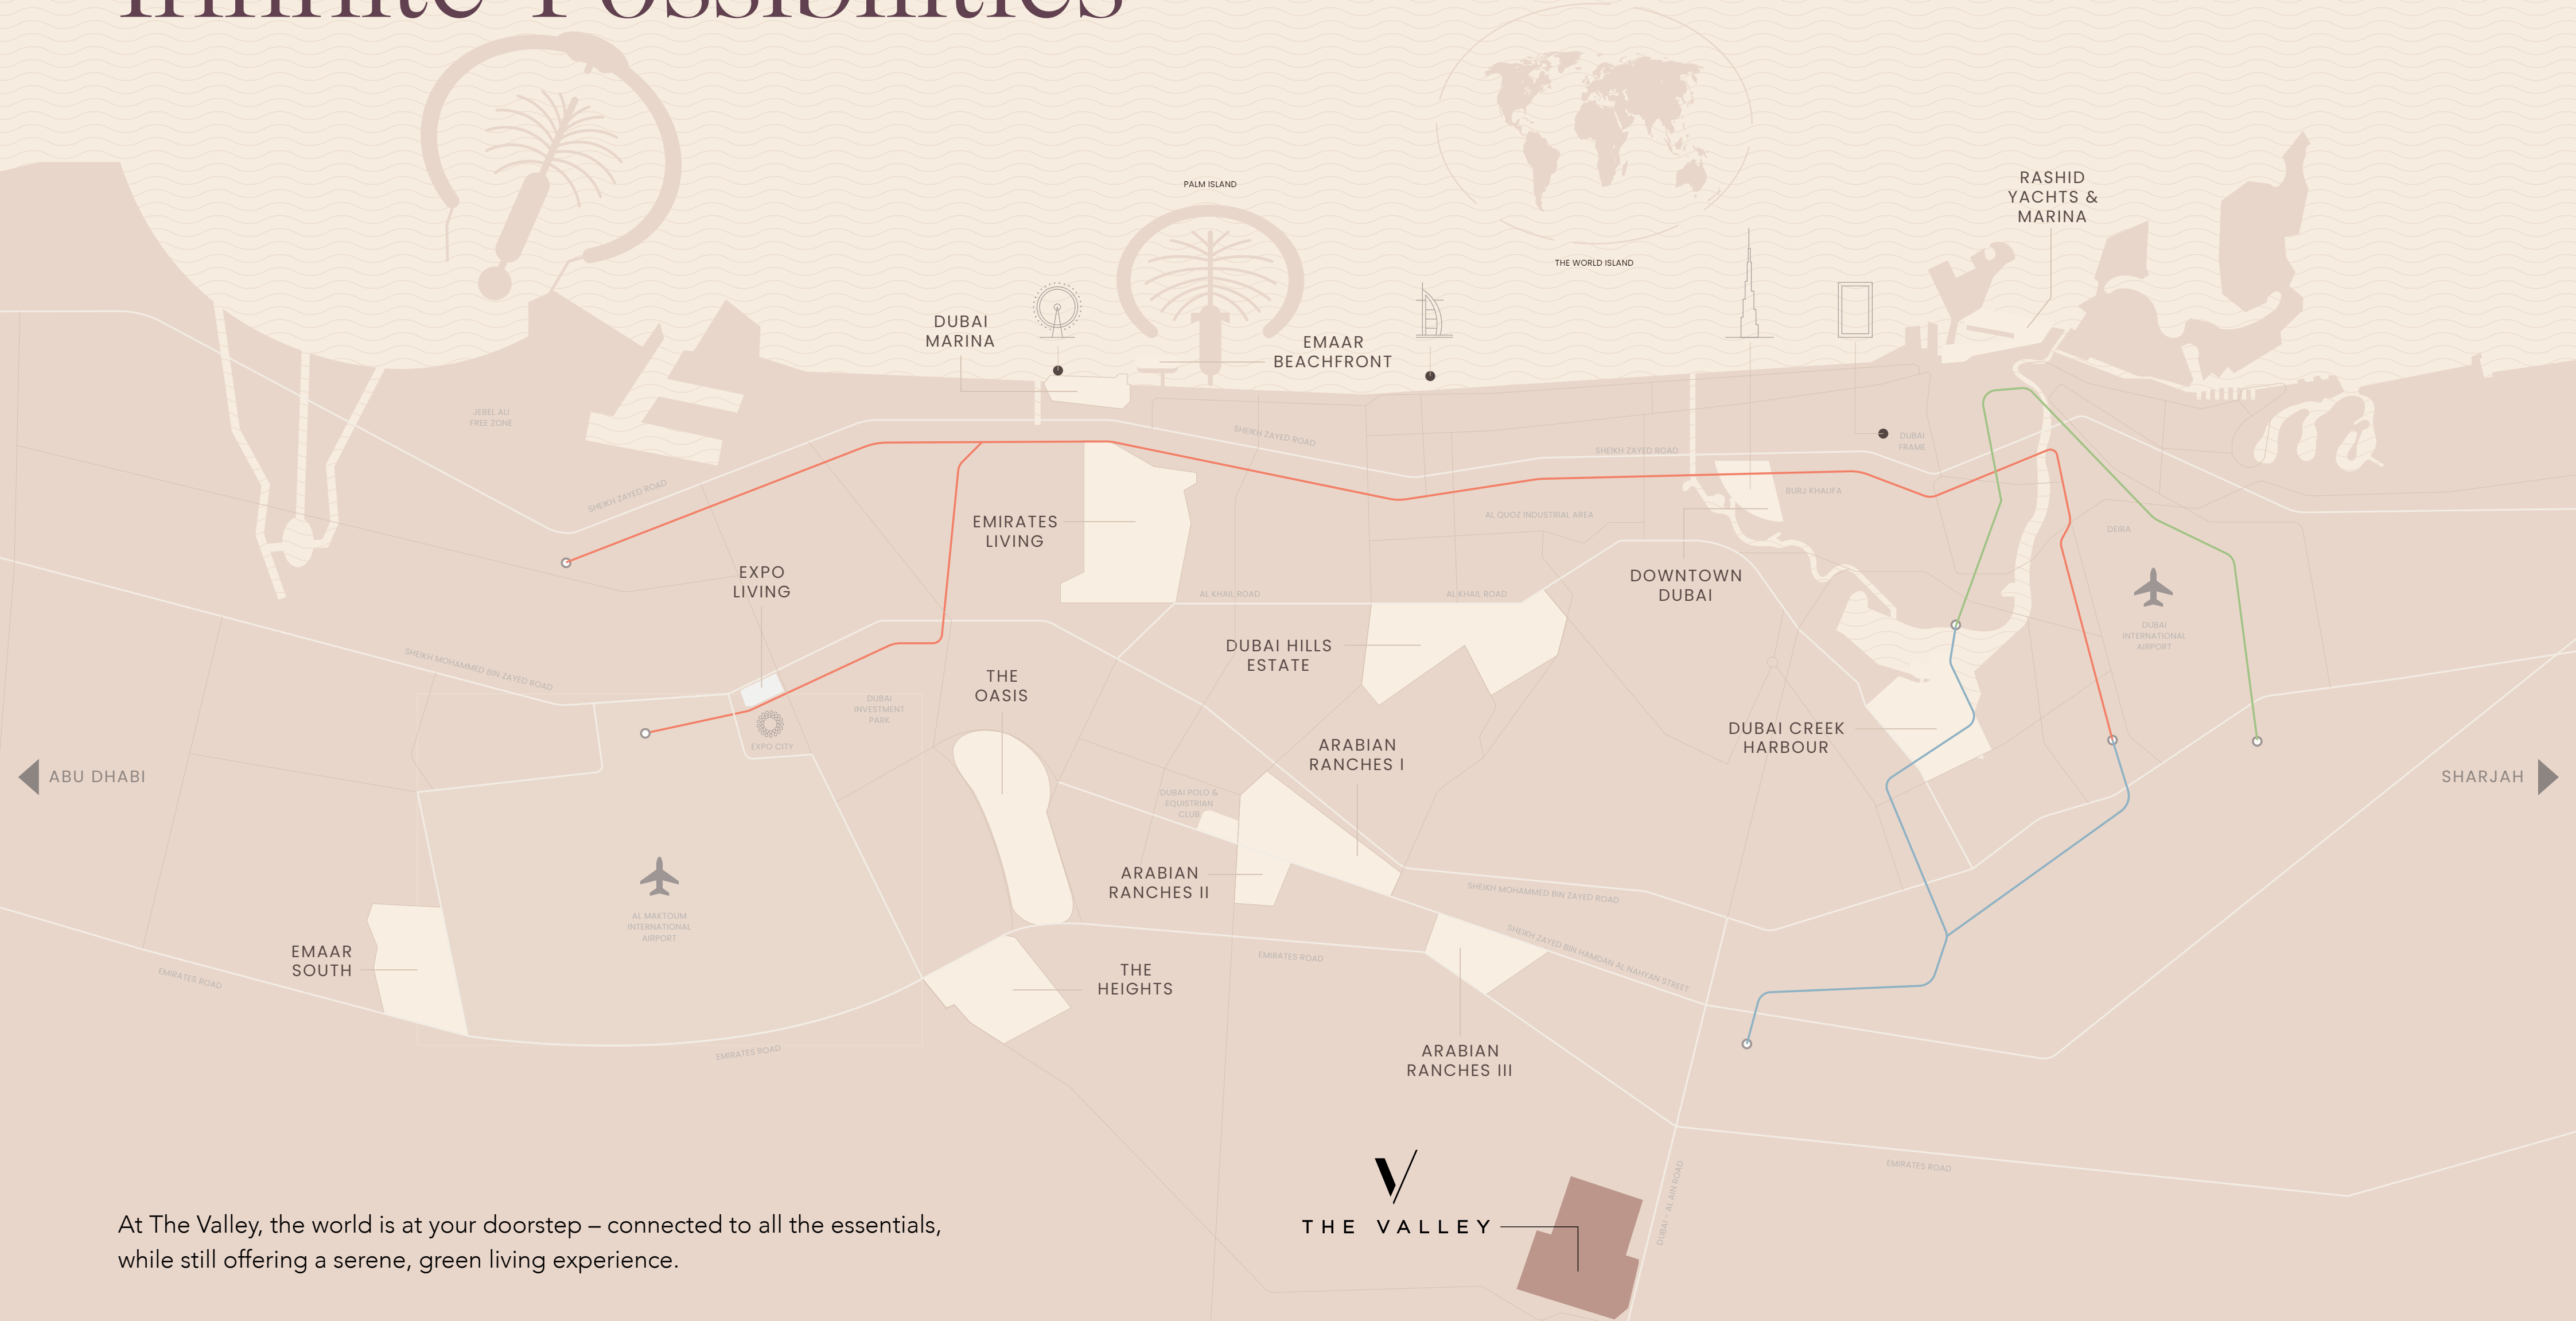 Infinite Possibilities
PALM ISLAND
THE WORLD ISLAND
RASHID
YACHTS &
MARINA
DUBAI
MARINA
EMAAR
BEACHFRONT
JEBEL ALI
FREE ZONE
SHEIKH ZAYED ROAD
SHEIKH ZAYED ROAD
SHEIKH ZAYED ROAD
DUBAI
FRAME
BURJ KHALIFA
AL QUOZ INDUSTRIAL AREA
DEIRA
EMIRATES
LIVING
EXPO
LIVING
AL KHAIL ROAD
AL KHAIL ROAD
DOWNTOWN
DUBAI
DUBAI
INTERNATIONAL
AIRPORT
SHEIKH MOHAMMED BIN ZAYED ROAD
DUBAI HILLS
ESTATE
THE
OASIS
DUBAI
INVESTMENT
PARK
EXPO CITY
DUBAI CREEK
HARBOUR
ARABIAN
RANCHES I
ABU DHABI
SHARJAH
DUBAI POLO &
EQUISTRIAN
CLUB
ARABIAN
RANCHES II
SHEIKH MOHAMMED BIN ZAYED ROAD
AL MAKTOUM
INTERNATIONAL
AIRPORT
EMAAR
SOUTH
EMIRATES ROAD
EMIRATES ROAD
SHEIKH ZAYED BIN HAMDAN AL NAHYAN STREET
THE
HEIGHTS
EMIRATES ROAD
ARABIAN
RANCHES III
EMIRATES ROAD
DUBAI - AL AIN ROAD
V
THE VALLEY
At The Valley, the world is at your doorstep – connected to all the essentials,
while still offering a serene, green living experience.